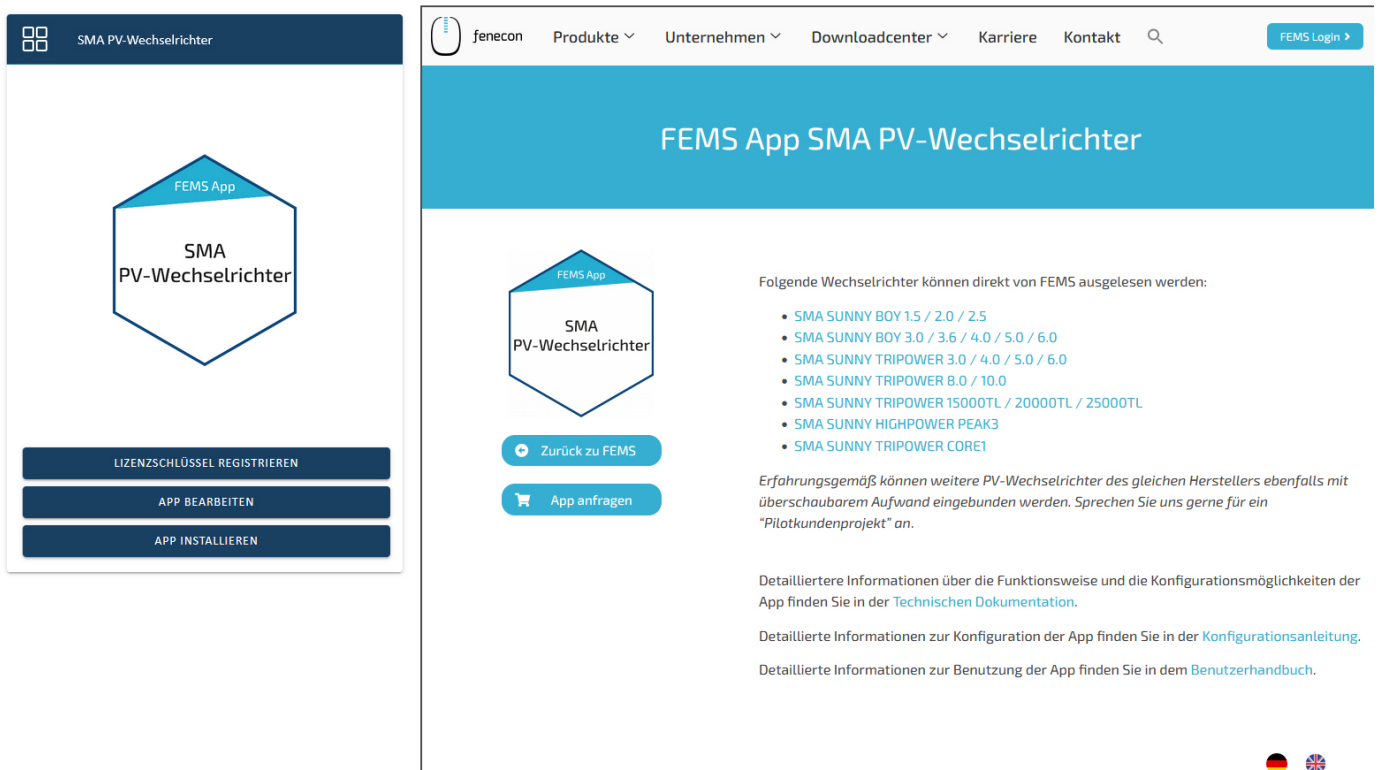 SMA PV-Wechselrichter
FEMS App
SMA
PV-Wechselrichter
LIZENZSCHLÜSSEL REGISTRIEREN
APP BEARBEITEN
APP INSTALLIEREN
fenecon Produkte Unternehmen Downloadcenter Karriere Kontakt FEMS Login
FEMS App SMA PV-Wechselrichter
FEMS App
SMA
PV-Wechselrichter
Zurück zu FEMS
App anfragen
Folgende Wechselrichter können direkt von FEMS ausgelesen werden:
• SMA SUNNY BOY 1.5 / 2.0 / 2.5
• SMA SUNNY BOY 3.0 / 3.6 / 4.0 / 5.0 / 6.0
• SMA SUNNY TRIPOWER 3.0 / 4.0 / 5.0 / 6.0
• SMA SUNNY TRIPOWER 8.0 / 10.0
• SMA SUNNY TRIPOWER 15000TL / 20000TL / 25000TL
• SMA SUNNY HIGHPOWER PEAK3
• SMA SUNNY TRIPOWER CORE1
Erfahrungsgemäß können weitere PV-Wechselrichter des gleichen Herstellers ebenfalls mit
überschaubarem Aufwand eingebunden werden. Sprechen Sie uns gerne für ein
“Pilotkundenprojekt” an.
Detailliertere Informationen über die Funktionsweise und die Konfigurationsmöglichkeiten der
App finden Sie in der Technischen Dokumentation.
Detaillierte Informationen zur Konfiguration der App finden Sie in der Konfigurationsanleitung.
Detaillierte Informationen zur Benutzung der App finden Sie in dem Benutzerhandbuch.